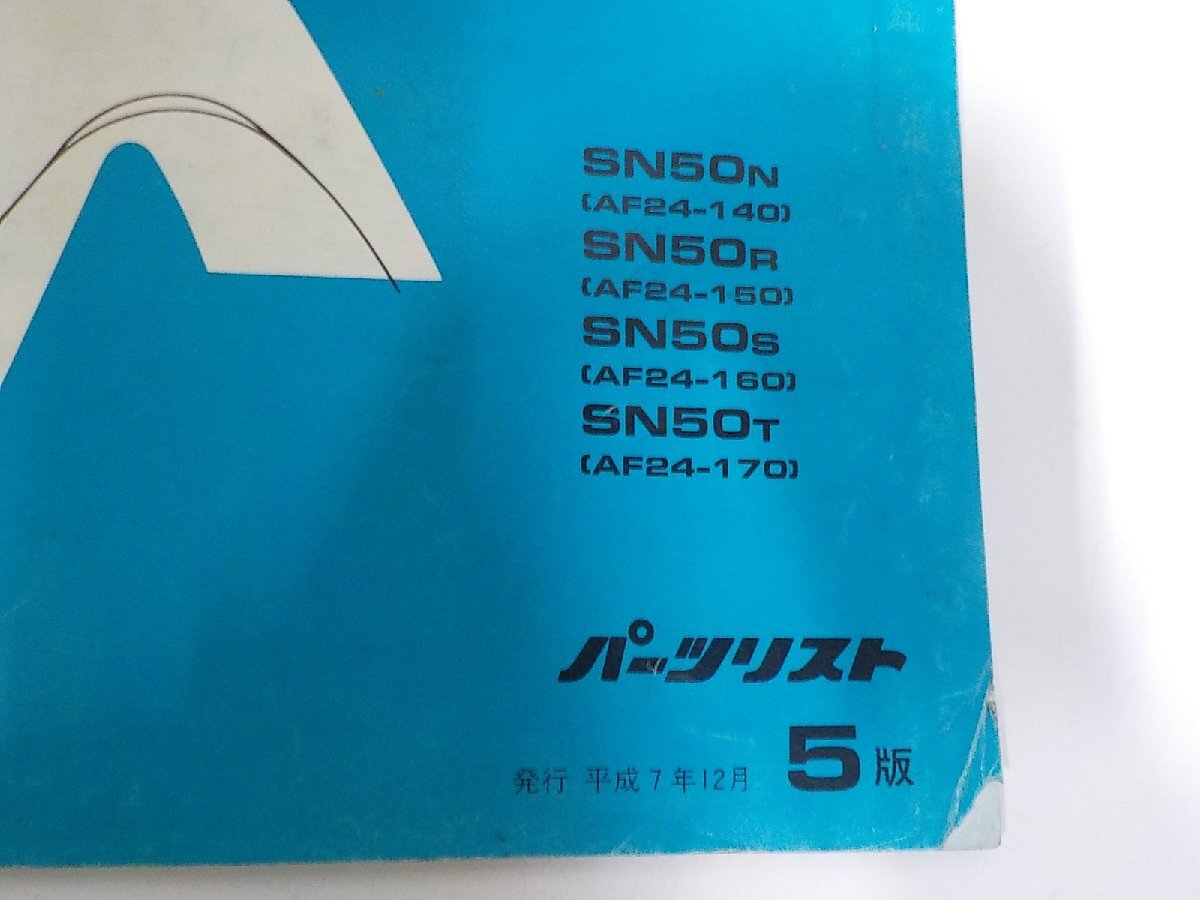 SN50N
(AF24-140)
SN50R
(AF24-150)
SN50S
(AF24-160)
SN50T
(AF24-170)
パーツリスト
発行 平成7年12月 5版